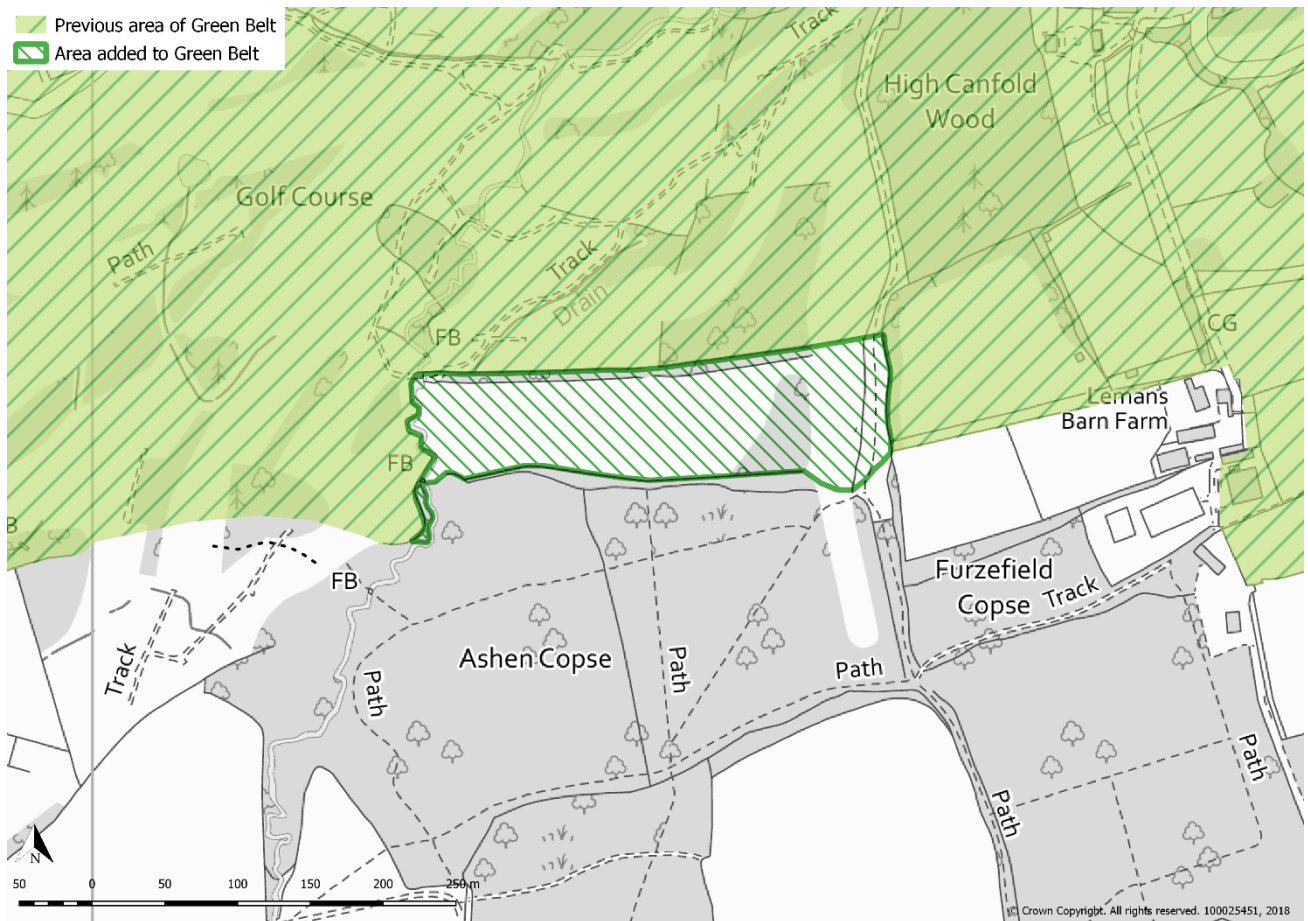 Previous area of Green Belt
Area added to Green Belt
Track
High Canfold
Wood
Golf Course
Path
Track
Drain
FB
CG
Lemans
Barn Farm
FB
B
FB
Furzefield
Copse
Track
Ashen Copse
Path
Path
Path
Track
Path
Path
N
50 0 50 100 150 200 250 m
© Crown Copyright. All rights reserved. 100025451, 2018